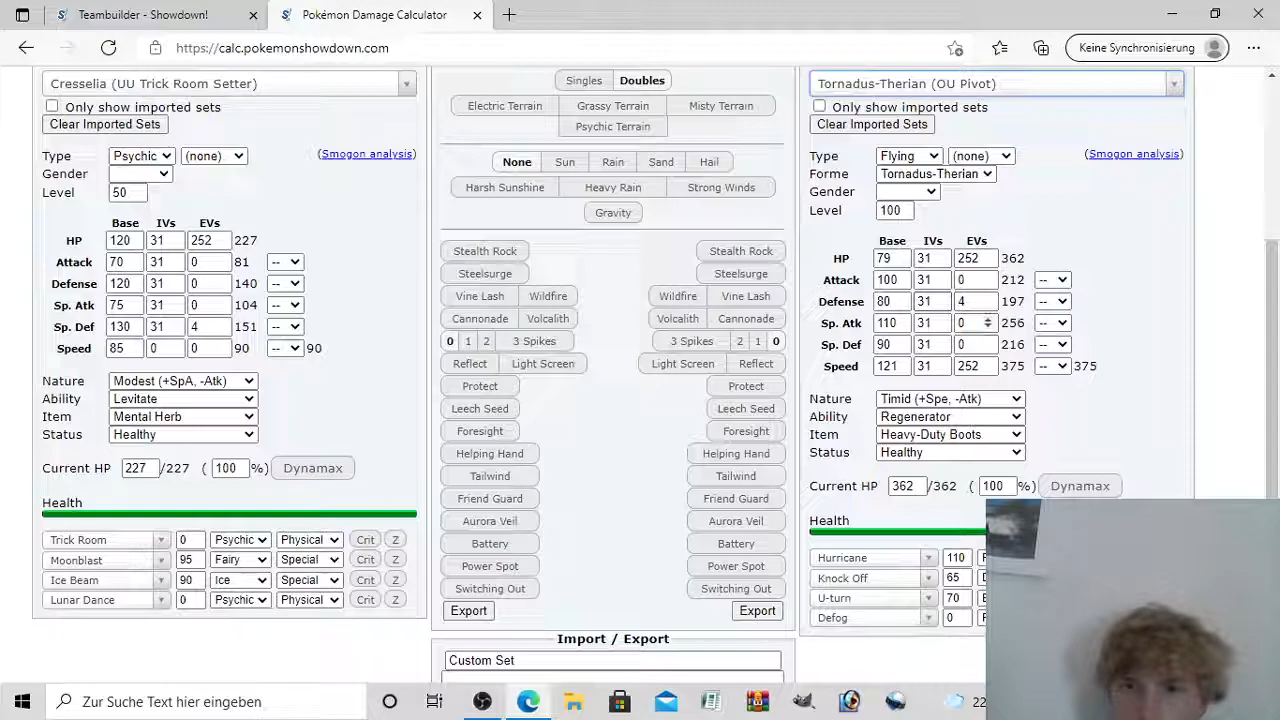 Teambuilder - Showdown!
Pokémon Damage Calculator
https://calc.pokemonshowdown.com
Keine Synchronisierung
Cresselia (UU Trick Room Setter)
Only show imported sets
Clear Imported Sets
Type Psychic (none) (Smogon analysis)
Gender
Level 50
Base IVs EVs
HP 120 31 252 227
Attack 70 31 0 81 --
Defense 120 31 0 140 --
Sp. Atk 75 31 0 104 --
Sp. Def 130 31 4 151 --
Speed 85 0 0 90 -- 90
Nature Modest (+SpA, -Atk)
Ability Levitate
Item Mental Herb
Status Healthy
Current HP 227 /227 ( 100 %) Dynamax
Health
Trick Room 0 Psychic Physical Crit Z
Moonblast 95 Fairy Special Crit Z
Ice Beam 90 Ice Special Crit Z
Lunar Dance 0 Psychic Physical Crit Z
Singles Doubles
Electric Terrain Grassy Terrain Misty Terrain
Psychic Terrain
None Sun Rain Sand Hail
Harsh Sunshine Heavy Rain Strong Winds
Gravity
Stealth Rock Stealth Rock
Steelsurge Steelsurge
Vine Lash Wildfire Wildfire Vine Lash
Cannonade Volcalith Volcalith Cannonade
0 1 2 3 Spikes 3 Spikes 2 1 0
Reflect Light Screen Light Screen Reflect
Protect Protect
Leech Seed Leech Seed
Foresight Foresight
Helping Hand Helping Hand
Tailwind Tailwind
Friend Guard Friend Guard
Aurora Veil Aurora Veil
Battery Battery
Power Spot Power Spot
Switching Out Switching Out
Export Export
Import / Export
Custom Set
Tornadus-Therian (OU Pivot)
Only show imported sets
Clear Imported Sets
Type Flying (none) (Smogon analysis)
Forme Tornadus-Therian
Gender
Level 100
Base IVs EVs
HP 79 31 252 362
Attack 100 31 0 212 --
Defense 80 31 4 197 --
Sp. Atk 110 31 0 256 --
Sp. Def 90 31 0 216 --
Speed 121 31 252 375 -- 375
Nature Timid (+Spe, -Atk)
Ability Regenerator
Item Heavy-Duty Boots
Status Healthy
Current HP 362 /362 ( 100 %) Dynamax
Health
Hurricane 110
Knock Off 65
U-turn 70
Defog 0
Zur Suche Text hier eingeben
22